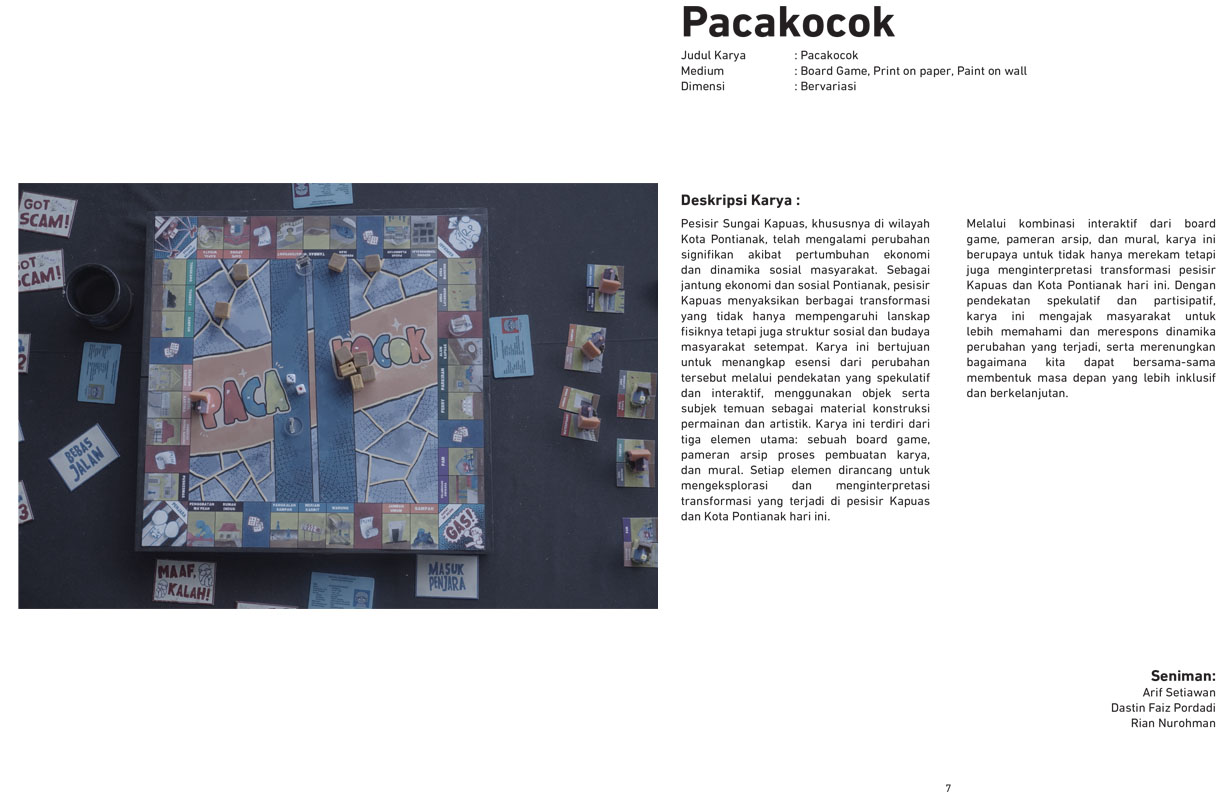 Pacakocok
Judul Karya : Pacakocok
Medium : Board Game, Print on paper, Paint on wall
Dimensi : Bervariasi
GOT
SCAM!
GOT
SCAM!
PACA
KOCOK
BEBAS
JALAN
GAS!
MAAF,
KALAH!
MASUK
PENJARA
Deskripsi Karya :
Pesisir Sungai Kapuas, khususnya di wilayah
Kota Pontianak, telah mengalami perubahan
signifikan akibat pertumbuhan ekonomi
dan dinamika sosial masyarakat. Sebagai
jantung ekonomi dan sosial Pontianak, pesisir
Kapuas menyaksikan berbagai transformasi
yang tidak hanya mempengaruhi lanskap
fisiknya tetapi juga struktur sosial dan budaya
masyarakat setempat. Karya ini bertujuan
untuk menangkap esensi dari perubahan
tersebut melalui pendekatan yang spekulatif
dan interaktif, menggunakan objek serta
subjek temuan sebagai material konstruksi
permainan dan artistik. Karya ini terdiri dari
tiga elemen utama: sebuah board game,
pameran arsip proses pembuatan karya,
dan mural. Setiap elemen dirancang untuk
mengeksplorasi dan menginterpretasi
transformasi yang terjadi di pesisir Kapuas
dan Kota Pontianak hari ini.
Melalui kombinasi interaktif dari board
game, pameran arsip, dan mural, karya ini
berupaya untuk tidak hanya merekam tetapi
juga menginterpretasi transformasi pesisir
Kapuas dan Kota Pontianak hari ini. Dengan
pendekatan spekulatif dan partisipatif,
karya ini mengajak masyarakat untuk
lebih memahami dan merespons dinamika
perubahan yang terjadi, serta merenungkan
bagaimana kita dapat bersama-sama
membentuk masa depan yang lebih inklusif
dan berkelanjutan.
Seniman:
Arif Setiawan
Dastin Faiz Pordadi
Rian Nurohman
7